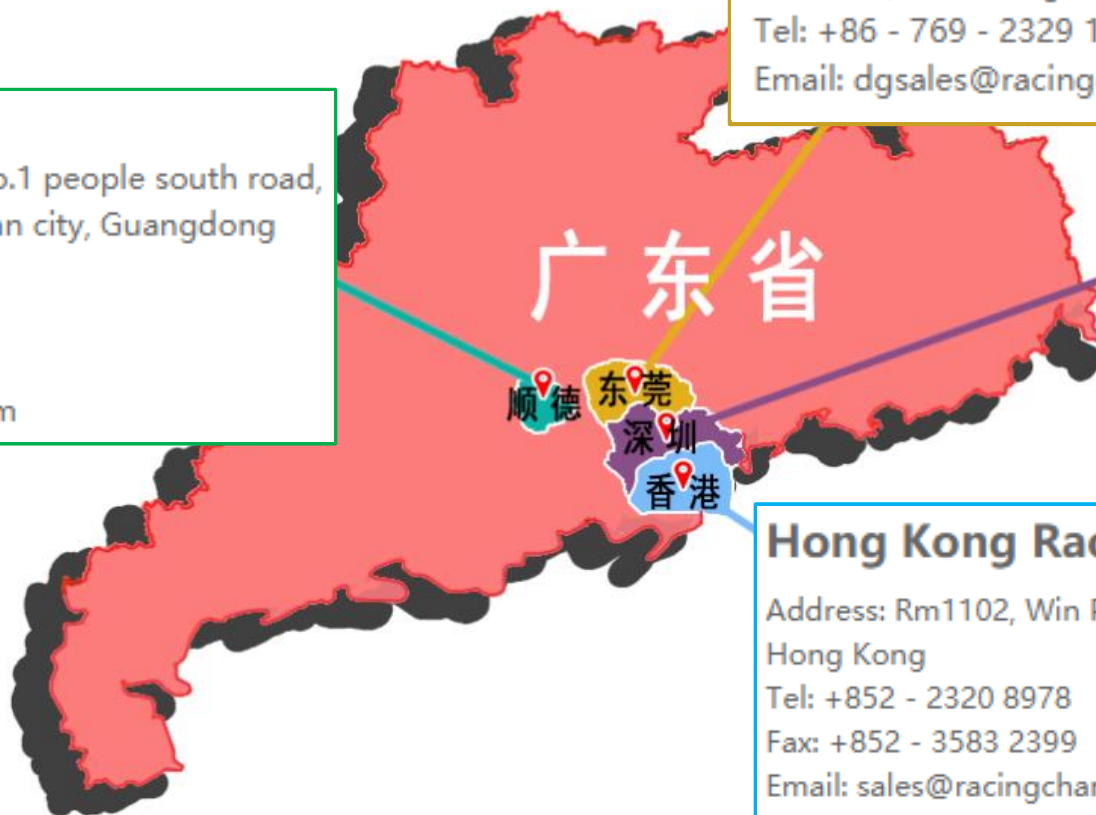 Tel: +86 - 769 - 2329 1
Email: dgsales@racing
.1 people south road,
an city, Guangdong
m
广东省
顺德
东莞
深圳
香港
Hong Kong Rac
Address: Rm1102, Win
Hong Kong
Tel: +852 - 2320 8978
Fax: +852 - 3583 2399
Email: sales@racingchan